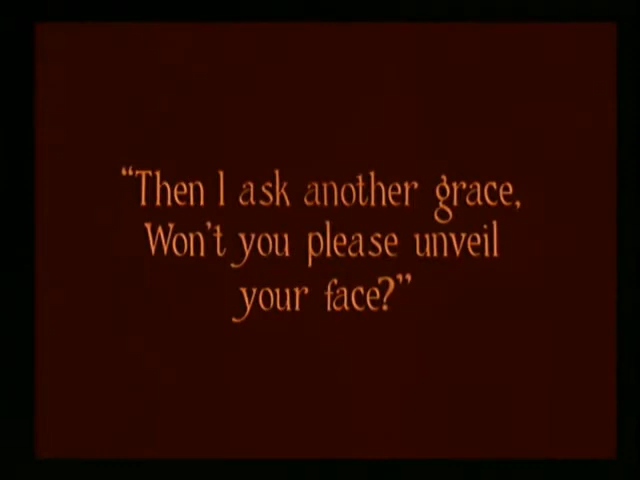 “Then I ask another grace,
Won't you please unveil
your face?”